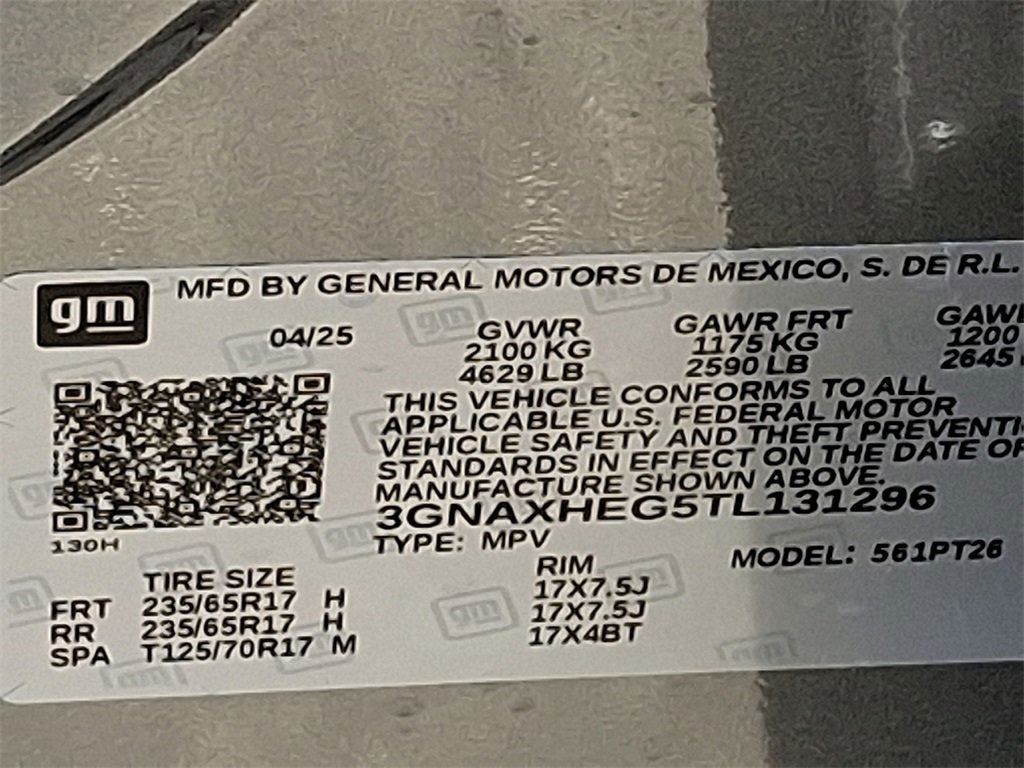 gm
MFD BY GENERAL MOTORS DE MEXICO, S. DE R.L.
04/25
GVWR GAWR FRT
2100 KG 1175 KG 1200
4629 LB 2590 LB 2645
THIS VEHICLE CONFORMS TO ALL
APPLICABLE U.S. FEDERAL MOTOR
VEHICLE SAFETY AND THEFT
STANDARDS IN EFFECT ON THE DATE OF
MANUFACTURE SHOWN ABOVE.
3GNAXHEG5TL131296
130H
TYPE: MPV MODEL: 561PT26
TIRE SIZE RIM
FRT 235/65R17 H 17X7.5J
RR 235/65R17 H 17X7.5J
SPA T125/70R17 M 17X4BT